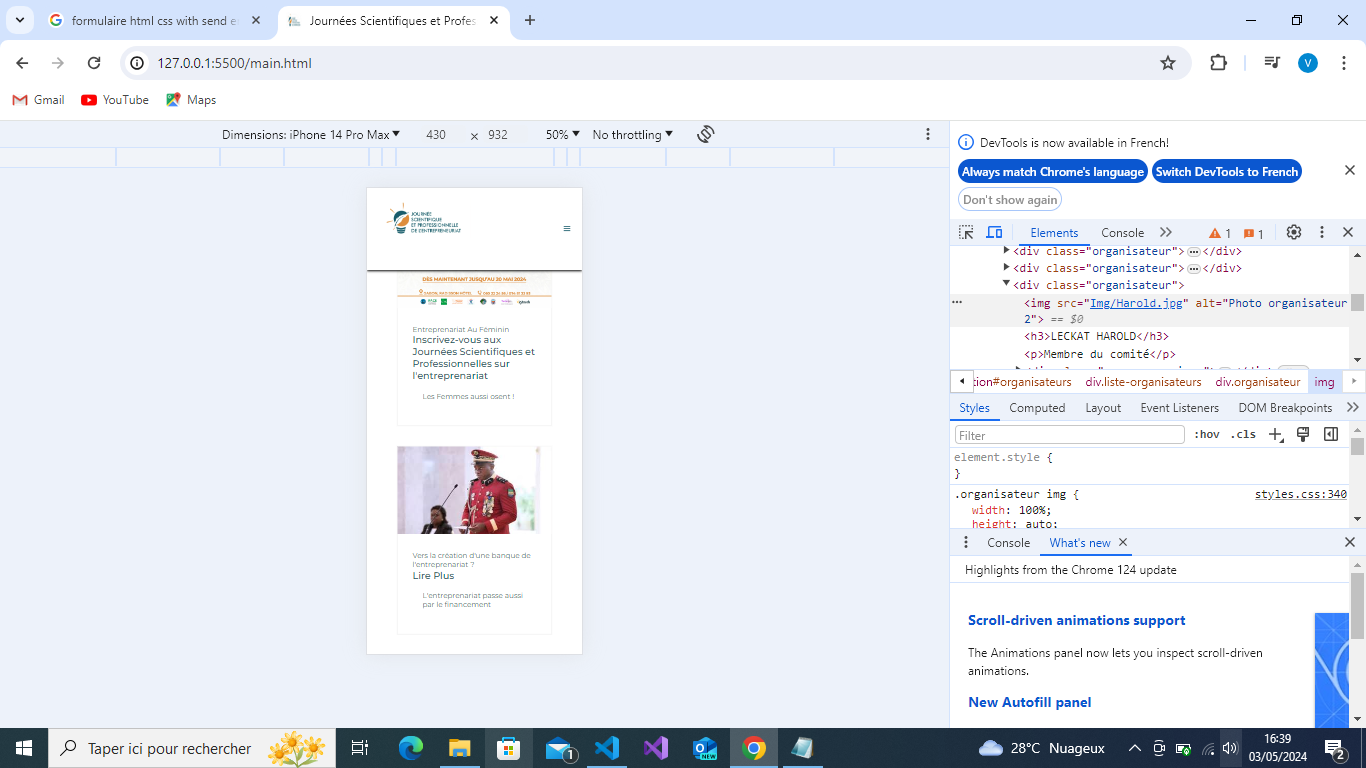 formulaire html css with send e
Journées Scientifiques et Profes
127.0.0.1:5500/main.html
V
Gmail
YouTube
Maps
Dimensions: iPhone 14 Pro Max
430
×
932
50%
No throttling
JOURNÉE
SCIENTIFIQUE
ET PROFESSIONNELLE
DE L'ENTREPRENEURIAT
DÈS MAINTENANT JUSQU'AU 20 MAI 2024
Entreprenariat Au Féminin
Inscrivez-vous aux
Journées Scientifiques et
Professionnelles sur
l'entreprenariat
Les Femmes aussi osent !
Vers la création d'une banque de
l'entreprenariat ?
Lire Plus
L'entreprenariat passe aussi
par le financement
DevTools is now available in French!
Always match Chrome's language
Switch DevTools to French
Don't show again
Elements
Console
1
1
<div class="organisateur"> … </div>
<div class="organisateur"> … </div>
<div class="organisateur">
<img src="Img/Harold.jpg" alt="Photo organisateur
2"> == $0
<h3>LECKAT HAROLD</h3>
<p>Membre du comité</p>
tion#organisateurs
div.liste-organisateurs
div.organisateur
img
Styles
Computed
Layout
Event Listeners
DOM Breakpoints
Filter
:hov
.cls
element.style {
}
.organisateur img {
styles.css:340
width: 100%;
height: auto;
Console
What's new
Highlights from the Chrome 124 update
Scroll-driven animations support
The Animations panel now lets you inspect scroll-driven
animations.
New Autofill panel
Taper ici pour rechercher
1
NEW
28°C Nuageux
16:39
03/05/2024
2